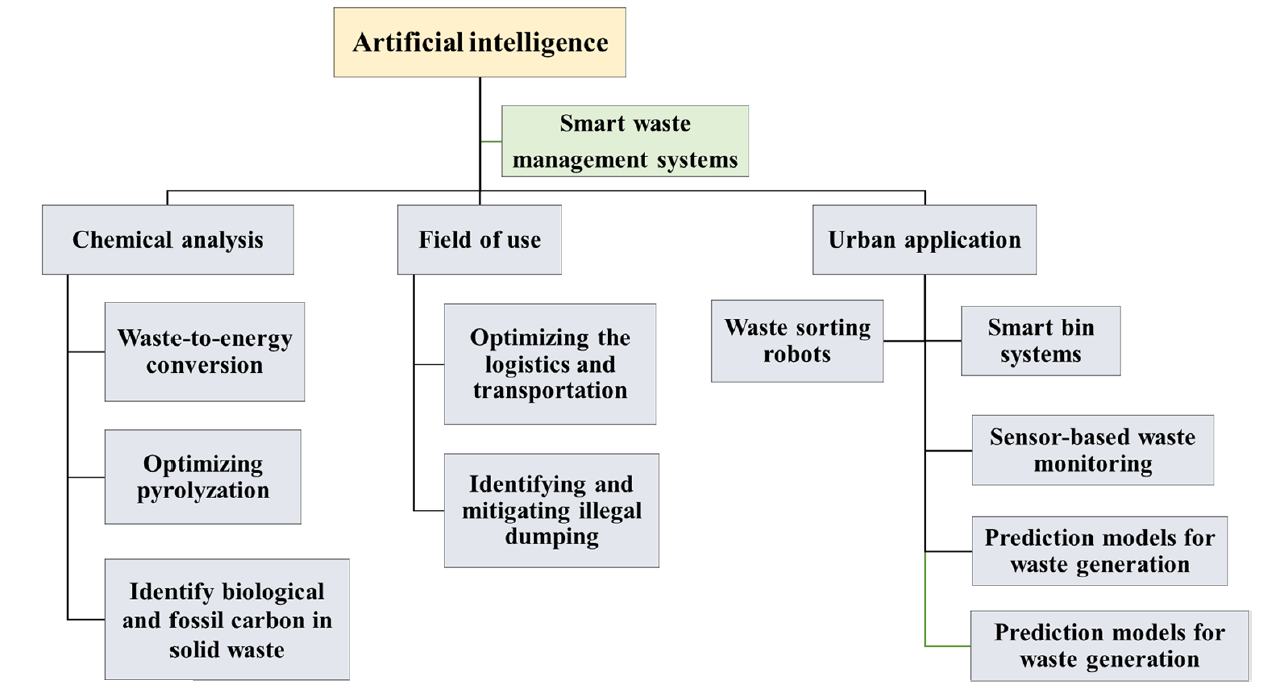 Artificial intelligence
Smart waste
management systems
Chemical analysis
Field of use
Urban application
Waste-to-energy
conversion
Optimizing
pyrolyzation
Identify biological
and fossil carbon in
solid waste
Optimizing the
logistics and
transportation
Identifying and
mitigating illegal
dumping
Waste sorting
robots
Smart bin
systems
Sensor-based waste
monitoring
Prediction models for
waste generation
Prediction models for
waste generation